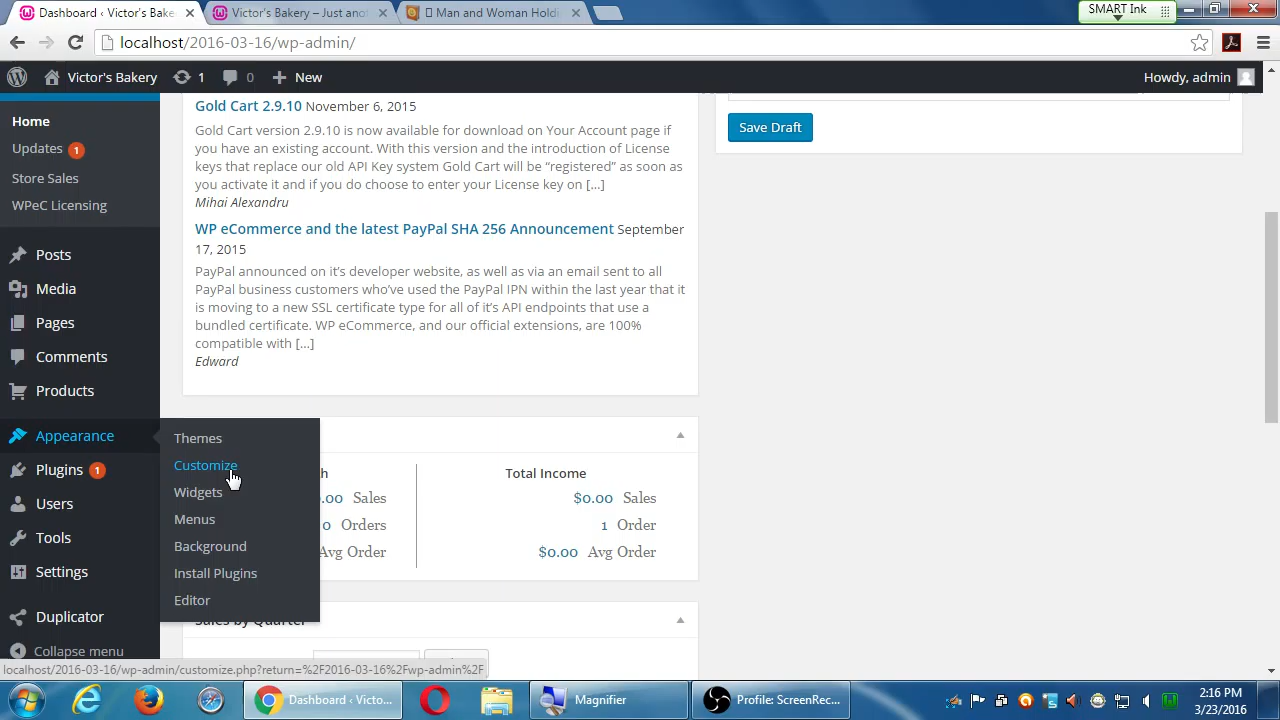 Dashboard ‹ Victor's Bake
Victor's Bakery – Just anot
Man and Woman Holdi
SMART Ink
localhost/2016-03-16/wp-admin/
Victor's Bakery
1
0
New
Howdy, admin
Home
Updates 1
Store Sales
WPeC Licensing
Posts
Media
Pages
Comments
Products
Appearance
Plugins 1
Users
Tools
Settings
Duplicator
Collapse menu
Themes
Customize
Widgets
Menus
Background
Install Plugins
Editor
Gold Cart 2.9.10 November 6, 2015
Gold Cart version 2.9.10 is now available for download on Your Account page if
you have an existing account. With this version and the introduction of License
keys that replace our old API Key system Gold Cart will be “registered” as soon as
you activate it and if you do choose to enter your License key on […]
Mihai Alexandru
WP eCommerce and the latest PayPal SHA 256 Announcement September
17, 2015
PayPal announced on it’s developer website, as well as via an email sent to all
PayPal business customers who’ve used the PayPal IPN within the last year that it
is moving to a new SSL certificate type for all of it’s API endpoints that use a
bundled certificate. WP eCommerce, and our official extensions, are 100%
compatible with […]
Edward
Save Draft
th
Total Income
.00 Sales
$0.00 Sales
0 Orders
1 Order
Avg Order
$0.00 Avg Order
Sales by Quarter
localhost/2016-03-16/wp-admin/customize.php?return=%2F2016-03-16%2Fwp-admin%2F
Dashboard ‹ Victo...
Magnifier
Profile: ScreenRec...
2:16 PM
3/23/2016